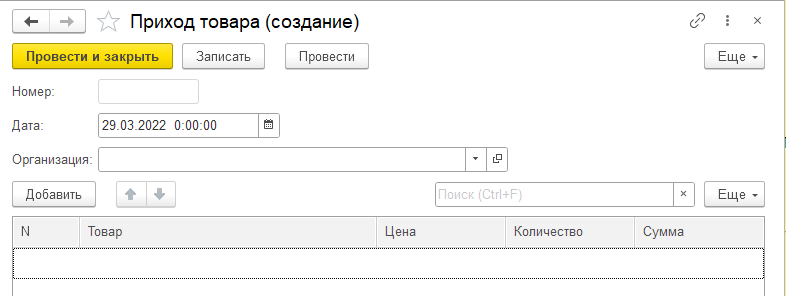 Приход товара (создание)
Провести и закрыть Записать Провести Еще
Номер:
Дата: 29.03.2022 0:00:00
Организация:
Добавить Поиск (Ctrl+F) × Еще
N Товар Цена Количество Сумма